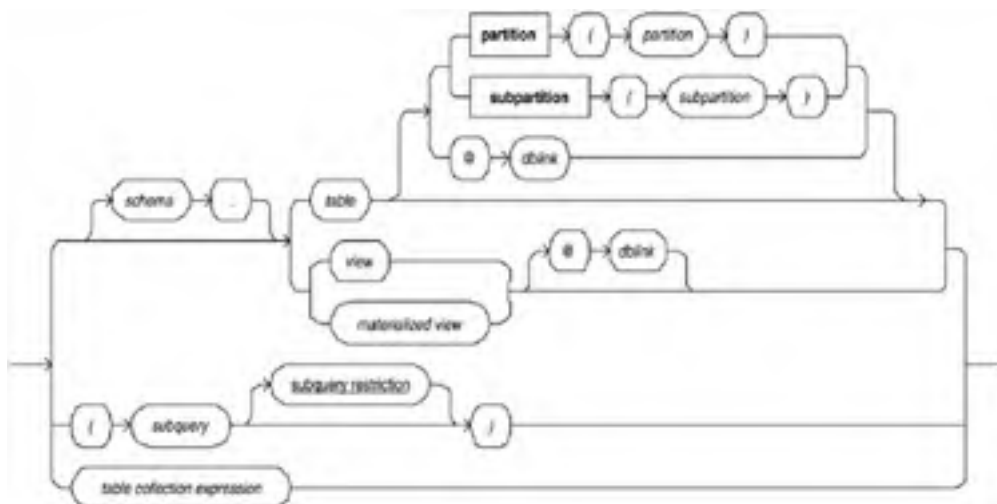 partition ( partition )
subpartition ( subpartition )
@ dblink
schema .
table
view
@ dblink
materialized view
subquery restriction
( subquery )
table collection expression